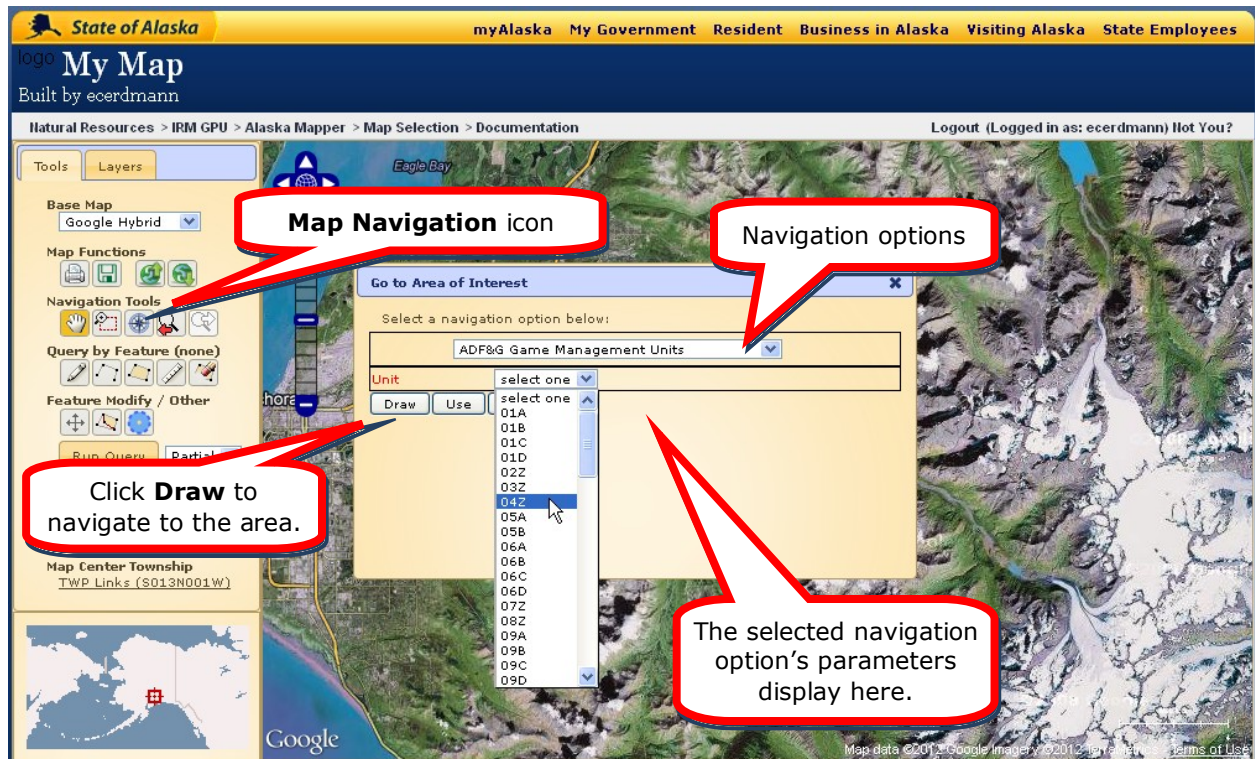 State of Alaska
myAlaska My Government Resident Business in Alaska Visiting Alaska State Employees
logo My Map
Built by ecerdmann
Natural Resources > IRM GPU > Alaska Mapper > Map Selection > Documentation
Logout (Logged in as: ecerdmann) Not You?
Tools Layers
Base Map
Google Hybrid
Map Functions
Navigation Tools
Query by Feature (none)
Feature Modify / Other
Run Query Partial
Map Center Township
TWP Links (S013N001W)
Eagle Bay
Map Navigation icon
Navigation options
Go to Area of Interest
Select a navigation option below:
ADF&G Game Management Units
Unit select one
Draw Use
select one
01A
01B
01C
01D
02Z
03Z
04Z
05A
05B
06A
06B
06C
06D
07Z
08Z
09A
09B
09C
09D
Click Draw to
navigate to the area.
The selected navigation
option's parameters
display here.
Google
Map data ©2012 Google Imagery ©2012 TerraMetrics - Terms of Use